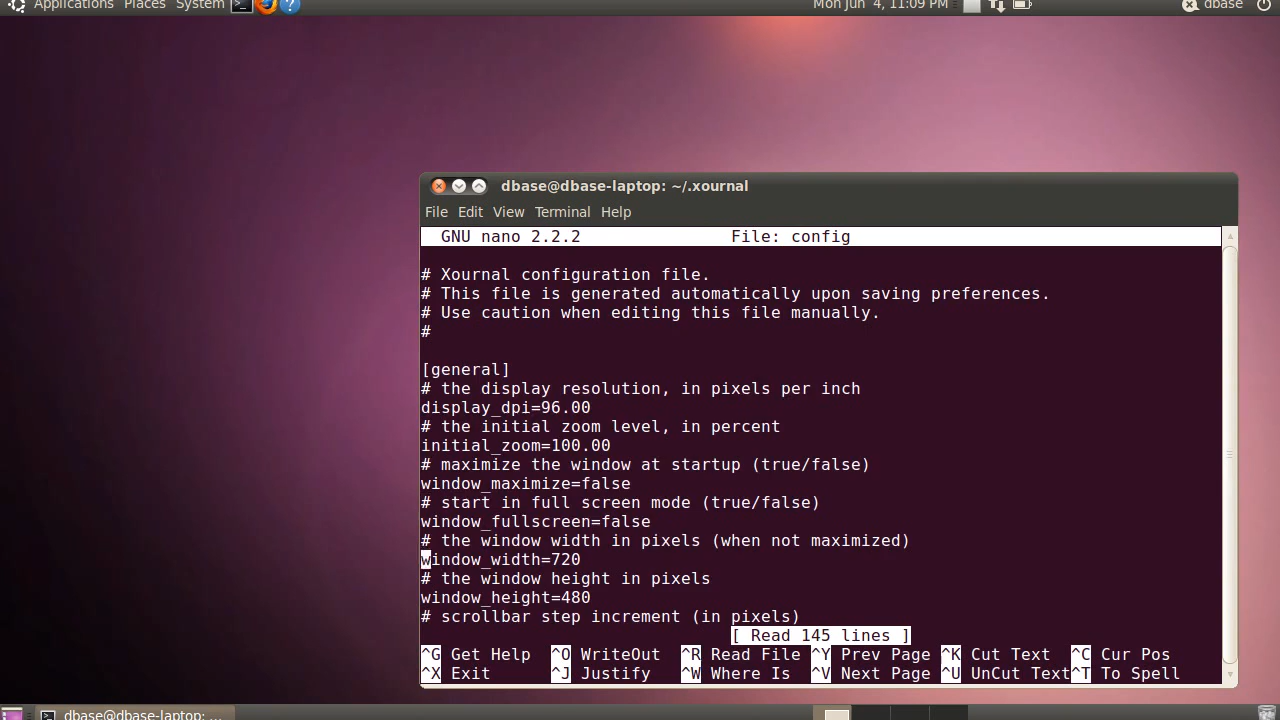 Applications Places System
Mon Jun 4, 11:09 PM
dbase
dbase@dbase-laptop: ~/.xournal
File Edit View Terminal Help
GNU nano 2.2.2 File: config
# Xournal configuration file.
# This file is generated automatically upon saving preferences.
# Use caution when editing this file manually.
#
[general]
# the display resolution, in pixels per inch
display_dpi=96.00
# the initial zoom level, in percent
initial_zoom=100.00
# maximize the window at startup (true/false)
window_maximize=false
# start in full screen mode (true/false)
window_fullscreen=false
# the window width in pixels (when not maximized)
window_width=720
# the window height in pixels
window_height=480
# scrollbar step increment (in pixels)
[ Read 145 lines ]
^G Get Help ^O WriteOut ^R Read File ^Y Prev Page ^K Cut Text ^C Cur Pos
^X Exit ^J Justify ^W Where Is ^V Next Page ^U UnCut Text^T To Spell
dbase@dbase-laptop: ...